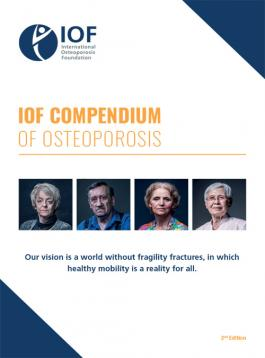 IOF
International
Osteoporosis
Foundation
IOF COMPENDIUM
OF OSTEOPOROSIS
Our vision is a world without fragility fractures, in which
healthy mobility is a reality for all.
2nd Edition